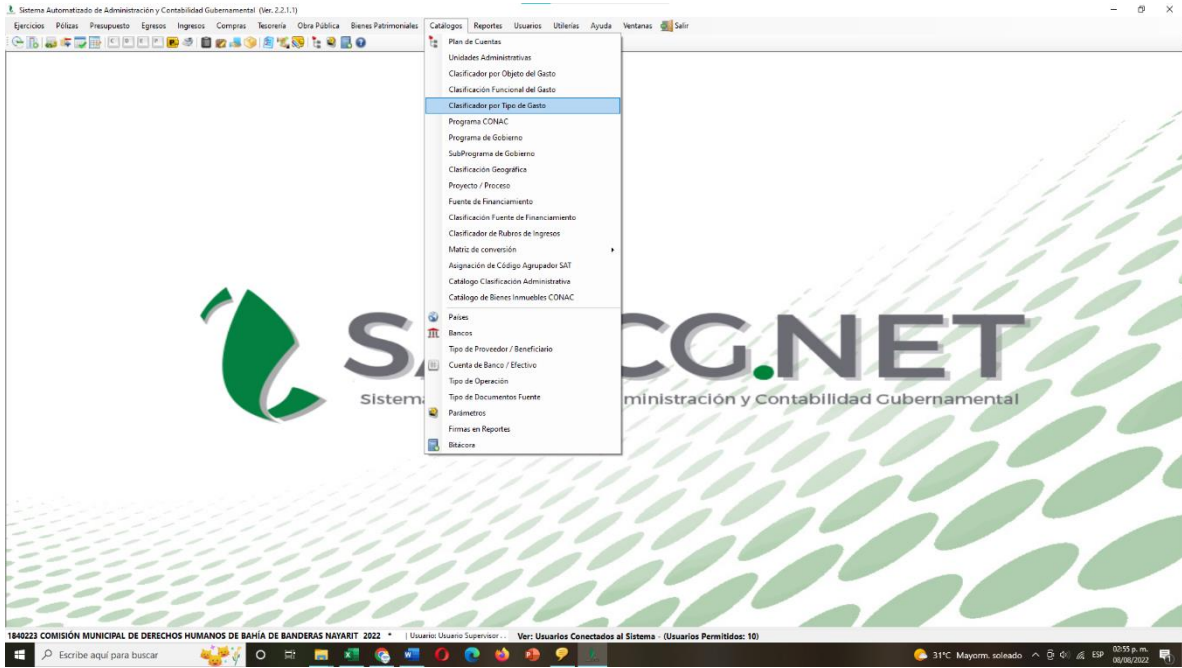 Sistema Automatizado de Administración y Contabilidad Gubernamental (Ver. 2.2.1.1)
Ejercicios Pólizas Presupuesto Egresos Ingresos Compras Tesorería Obra Pública Bienes Patrimoniales Catálogos Reportes Usuarios Utilerías Ayuda Ventanas Salir
Plan de Cuentas
Unidades Administrativas
Clasificador por Objeto del Gasto
Clasificación Funcional del Gasto
Clasificador por Tipo de Gasto
Programa CONAC
Programa de Gobierno
SubPrograma de Gobierno
Clasificación Geográfica
Proyecto / Proceso
Fuente de Financiamiento
Clasificación Fuente de Financiamiento
Clasificador de Rubros de Ingresos
Matriz de conversión
Asignación de Código Agrupador SAT
Catálogo Clasificación Administrativa
Catálogo de Bienes Inmuebles CONAC
Países
Bancos
Tipo de Proveedor / Beneficiario
Cuenta de Banco / Efectivo
Tipo de Operación
Tipo de Documentos Fuente
Parámetros
Firmas en Reportes
Bitácora
S CG.NET
Sistem ministración y Contabilidad Gubernamental
1840223 COMISIÓN MUNICIPAL DE DERECHOS HUMANOS DE BAHÍA DE BANDERAS NAYARIT 2022 * | Usuario: Usuario Supervisor . . Ver: Usuarios Conectados al Sistema - (Usuarios Permitidos: 10)
Escribe aquí para buscar
31°C Mayorm. soleado ESP 02:55 p. m.
08/08/2022